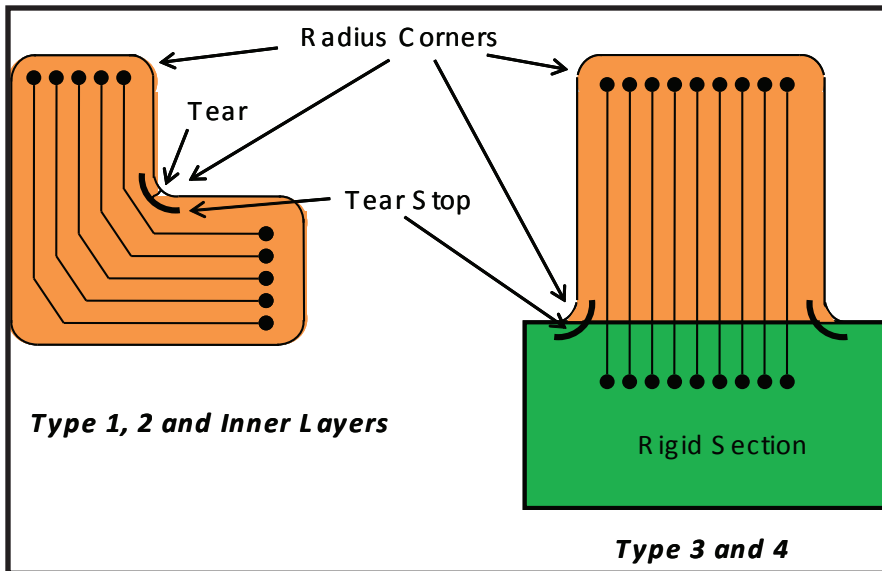 Radius Corners
Tear
Tear Stop
Type 1, 2 and Inner Layers
Rigid Section
Type 3 and 4